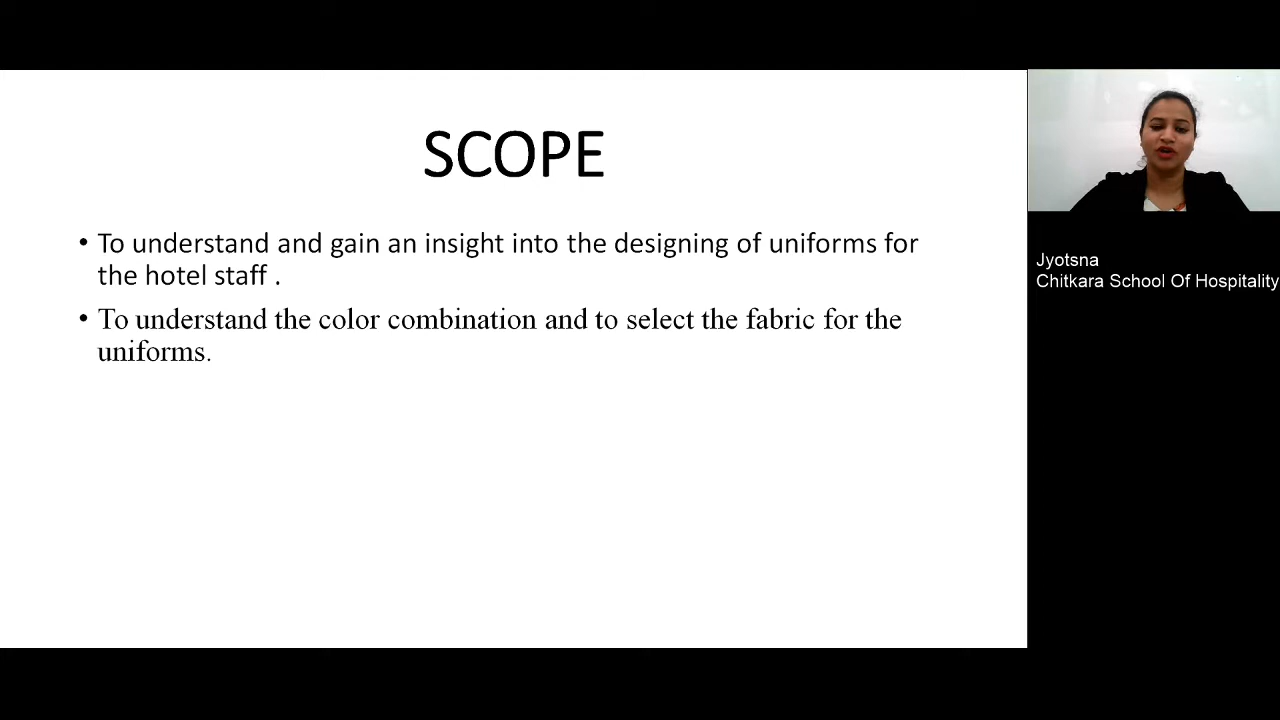 SCOPE
• To understand and gain an insight into the designing of uniforms for
the hotel staff .
• To understand the color combination and to select the fabric for the
uniforms.
Jyotsna
Chitkara School Of Hospitality